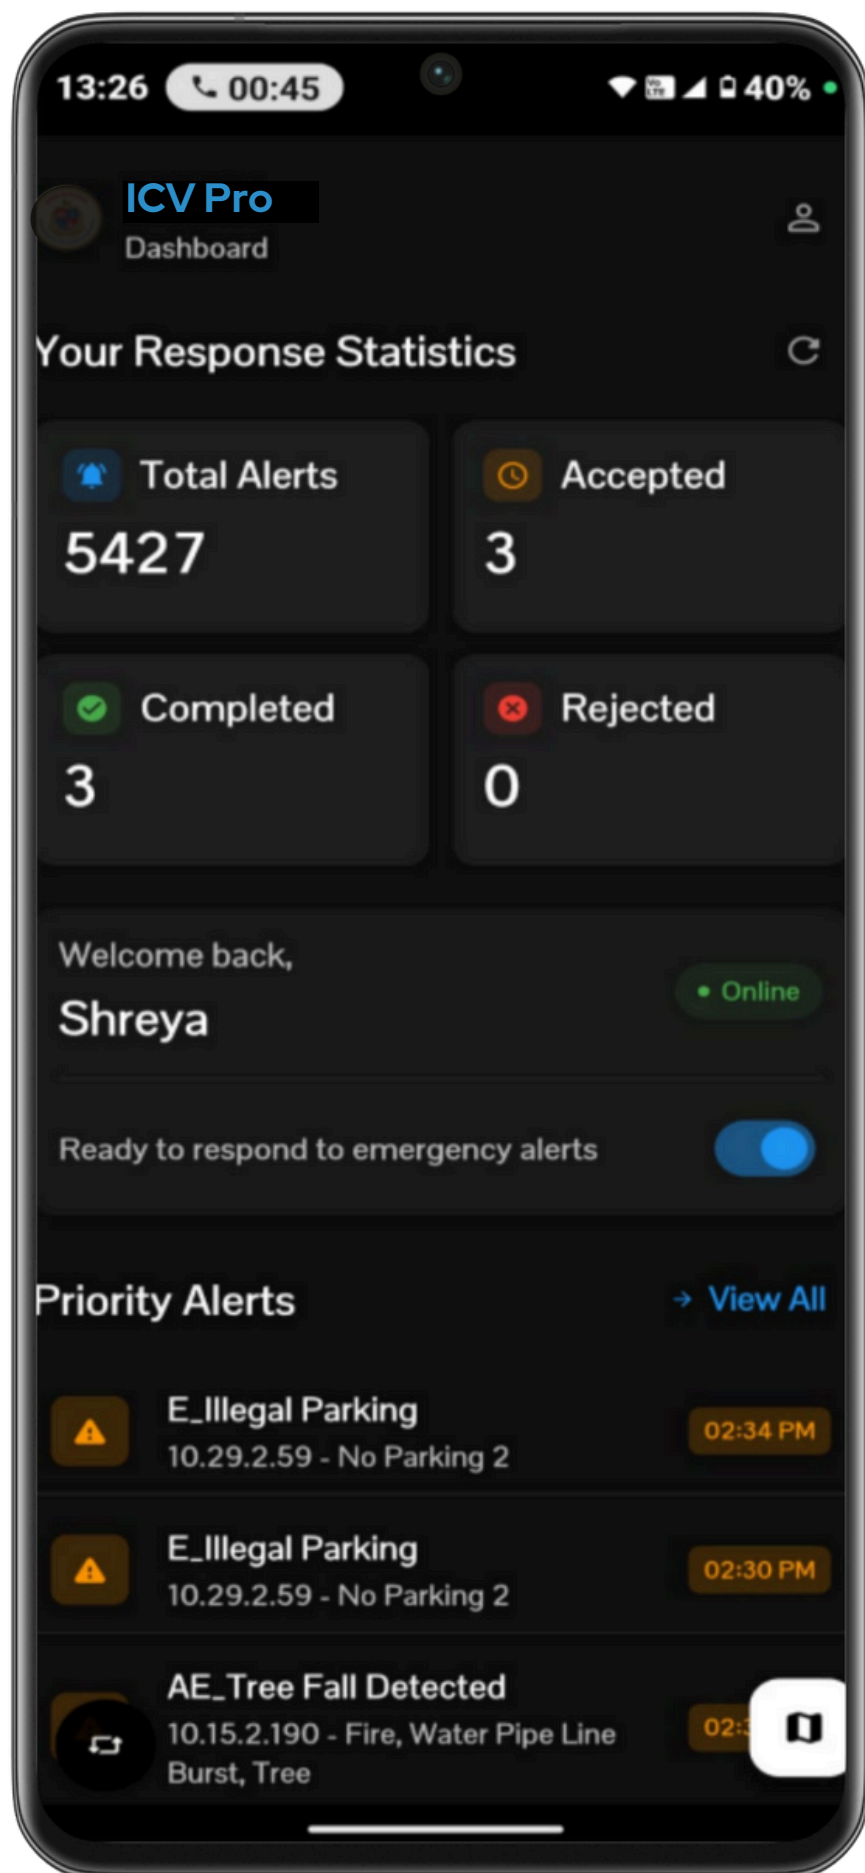 13:26 00:45 40%
ICV Pro
Dashboard
Your Response Statistics
Total Alerts
5427
Accepted
3
Completed
3
Rejected
0
Welcome back,
Shreya
Online
Ready to respond to emergency alerts
Priority Alerts
View All
E_Illegal Parking
10.29.2.59 - No Parking 2
02:34 PM
E_Illegal Parking
10.29.2.59 - No Parking 2
02:30 PM
AE_Tree Fall Detected
10.15.2.190 - Fire, Water Pipe Line
Burst, Tree